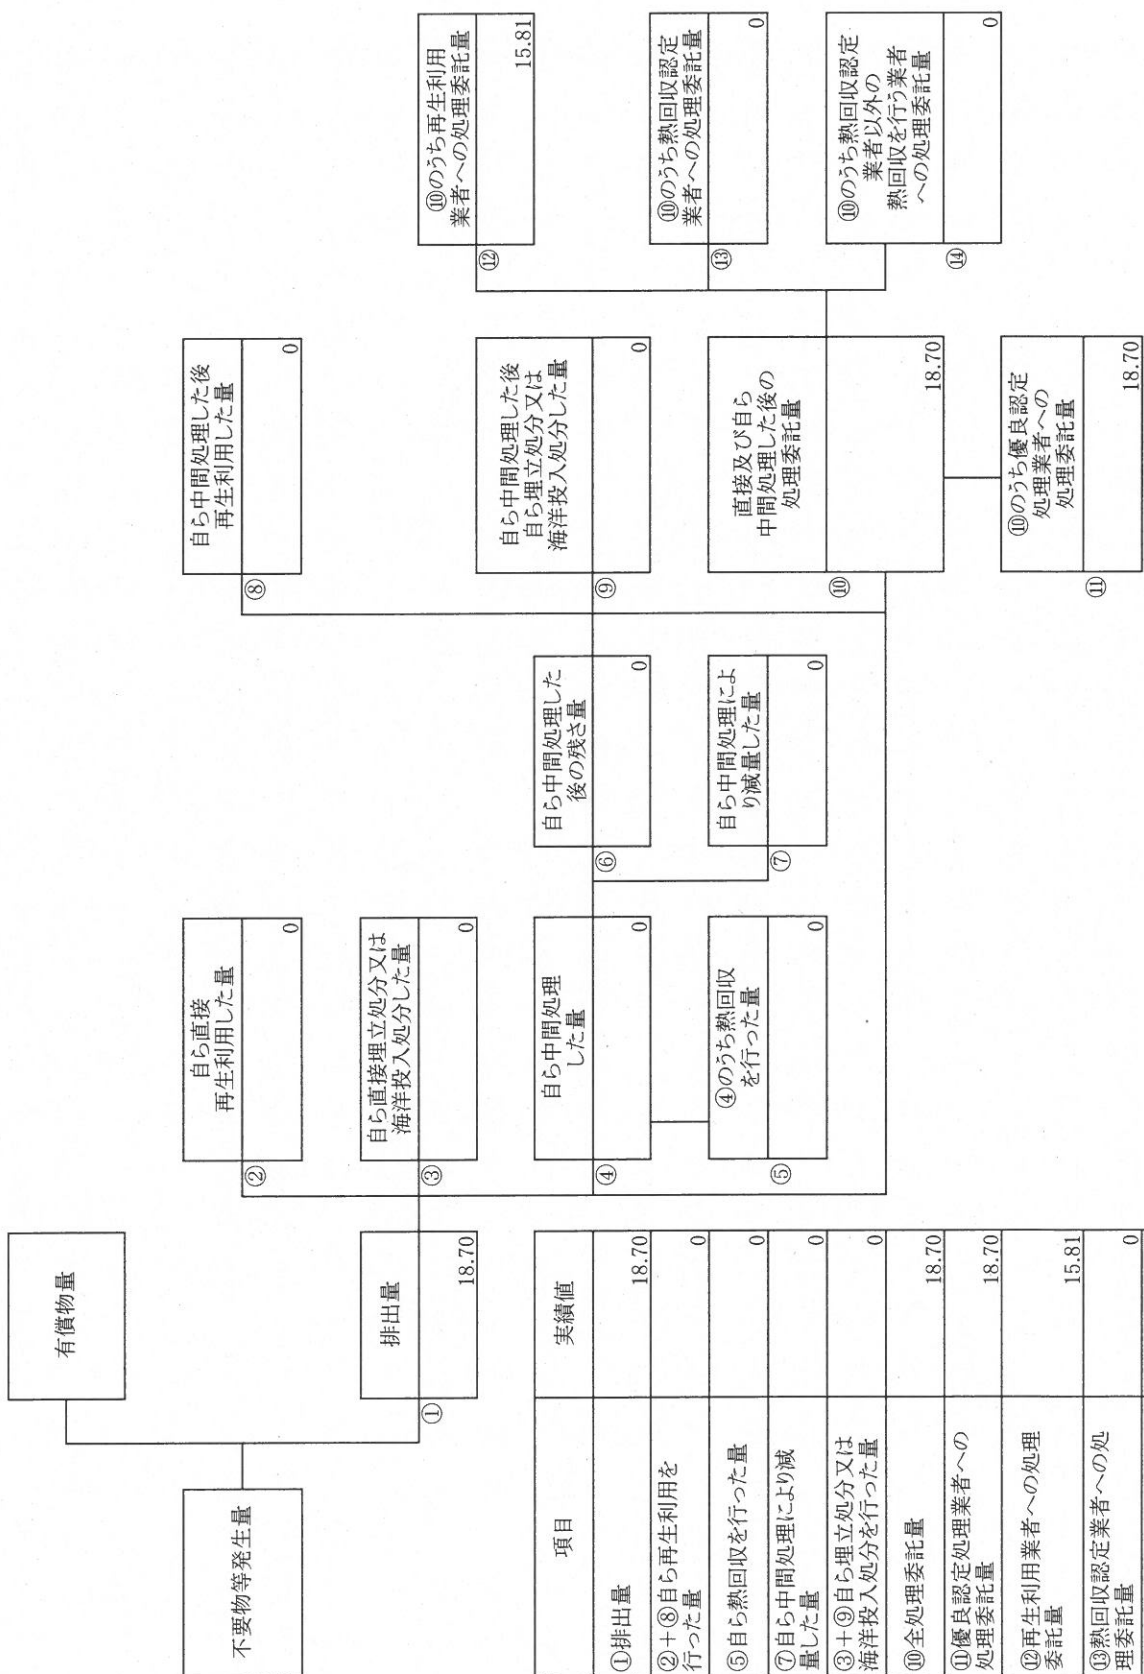 不要物等発生量
有償物量
①
排出量
18.70
②
自ら直接
再生利用した量
0
③
自ら直接埋立処分又は
海洋投入処分した量
0
④
自ら中間処理
した量
0
⑤
④のうち熱回収
を行った量
0
⑥
自ら中間処理した
後の残さ量
0
⑦
自ら中間処理によ
り減量した量
0
⑧
自ら中間処理した後
再生利用した量
0
⑨
自ら中間処理した後
自ら埋立処分又は
海洋投入処分した量
0
⑩
直接及び自ら
中間処理した後の
処理委託量
18.70
⑪
⑩のうち優良認定
処理業者への
処理委託量
18.70
⑫
⑩のうち再生利用
業者への処理委託量
15.81
⑬
⑩のうち熱回収認定
業者への処理委託量
0
⑭
⑩のうち熱回収認定
業者以外の
熱回収を行う業者
への処理委託量
0
項目
実績値
①排出量
18.70
②+⑧自ら再生利用を
行った量
0
⑤自ら熱回収を行った量
0
⑦自ら中間処理により減
量した量
0
③+⑨自ら埋立処分又は
海洋投入処分を行った量
0
⑩全処理委託量
18.70
⑪優良認定処理業者への
処理委託量
18.70
⑫再生利用業者への処理
委託量
15.81
⑬熱回収認定業者への処
理委託量
0